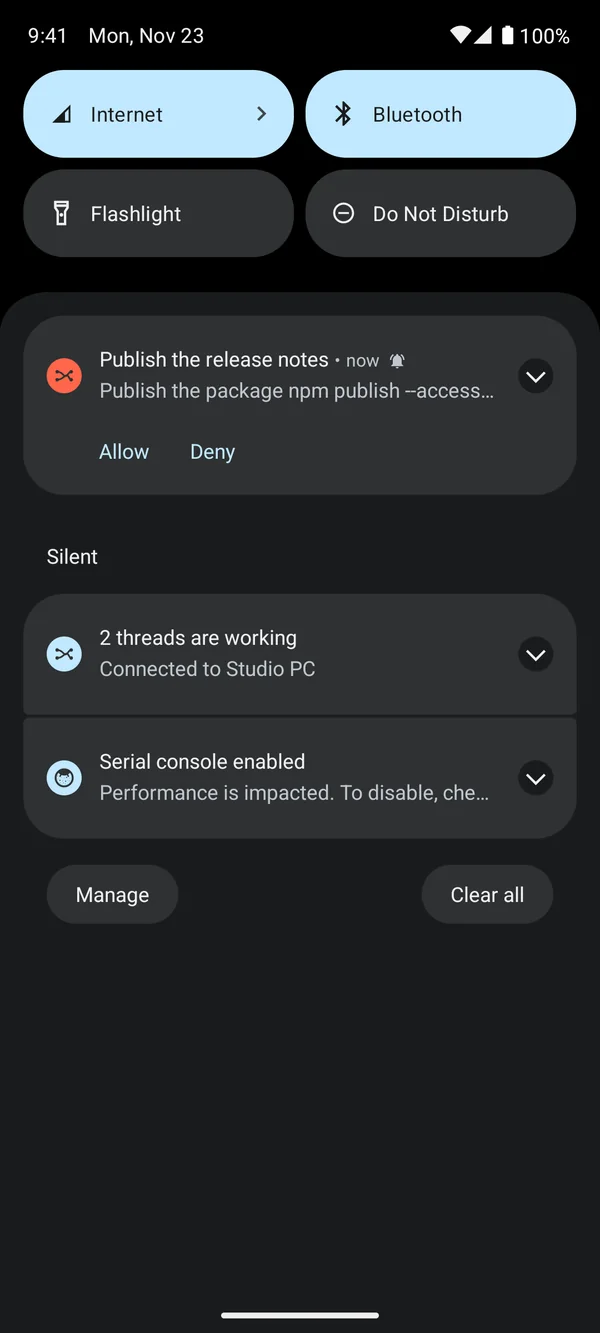 9:41 Mon, Nov 23 100%
Internet
Bluetooth
Flashlight
Do Not Disturb
Publish the release notes • now
Publish the package npm publish --access…
Allow Deny
Silent
2 threads are working
Connected to Studio PC
Serial console enabled
Performance is impacted. To disable, che…
Manage
Clear all